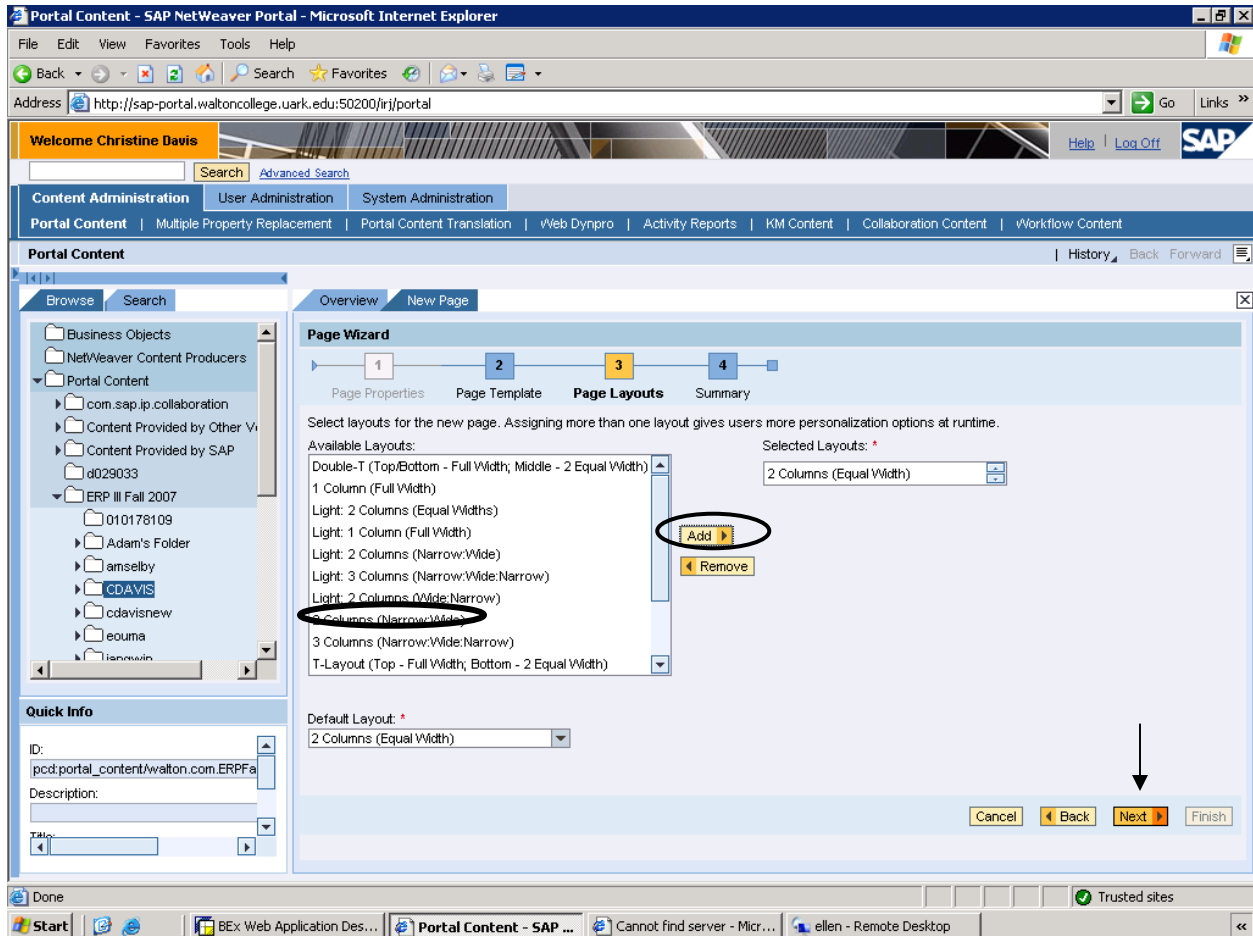 Portal Content - SAP NetWeaver Portal - Microsoft Internet Explorer
File Edit View Favorites Tools Help
Back Search Favorites
Address http://sap-portal.waltoncollege.uark.edu:50200/irj/portal Go Links »
Welcome Christine Davis Help | Log Off SAP
Search Advanced Search
Content Administration User Administration System Administration
Portal Content | Multiple Property Replacement | Portal Content Translation | Web Dynpro | Activity Reports | KM Content | Collaboration Content | Workflow Content
Portal Content | History Back Forward
Browse Search
Overview New Page
Business Objects
NetWeaver Content Producers
Portal Content
com.sap.ip.collaboration
Content Provided by Other V
Content Provided by SAP
d029033
ERP III Fall 2007
010178109
Adam's Folder
amselby
CDAVIS
cdavisnew
eouma
jangwin
Quick Info
ID:
pcd:portal_content/walton.com.ERPFa
Description:
Title:
Page Wizard
1 2 3 4
Page Properties Page Template Page Layouts Summary
Select layouts for the new page. Assigning more than one layout gives users more personalization options at runtime.
Available Layouts: Selected Layouts: *
Double-T (Top/Bottom - Full Width; Middle - 2 Equal Width)
1 Column (Full Width)
Light: 2 Columns (Equal Widths)
Light: 1 Column (Full Width)
Light: 2 Columns (Narrow:Wide)
Light: 3 Columns (Narrow:Wide:Narrow)
Light: 2 Columns (Wide:Narrow)
2 Columns (Narrow:Wide)
3 Columns (Narrow:Wide:Narrow)
T-Layout (Top - Full Width; Bottom - 2 Equal Width)
Add
Remove
2 Columns (Equal Width)
Default Layout: *
2 Columns (Equal Width)
Cancel Back Next Finish
Done Trusted sites
Start BEx Web Application Des... Portal Content - SAP ... Cannot find server - Micr... ellen - Remote Desktop «